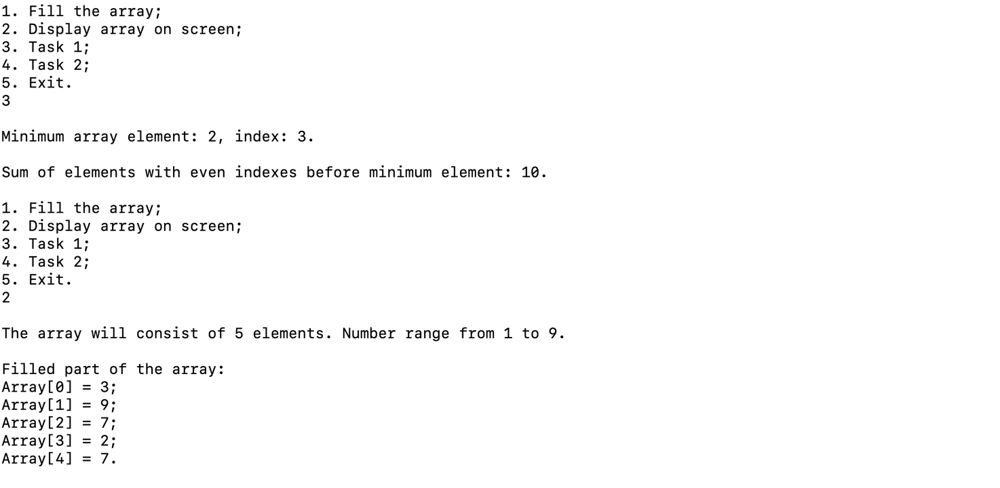 1. Fill the array;
2. Display array on screen;
3. Task 1;
4. Task 2;
5. Exit.
3
Minimum array element: 2, index: 3.
Sum of elements with even indexes before minimum element: 10.
1. Fill the array;
2. Display array on screen;
3. Task 1;
4. Task 2;
5. Exit.
2
The array will consist of 5 elements. Number range from 1 to 9.
Filled part of the array:
Array[0] = 3;
Array[1] = 9;
Array[2] = 7;
Array[3] = 2;
Array[4] = 7.